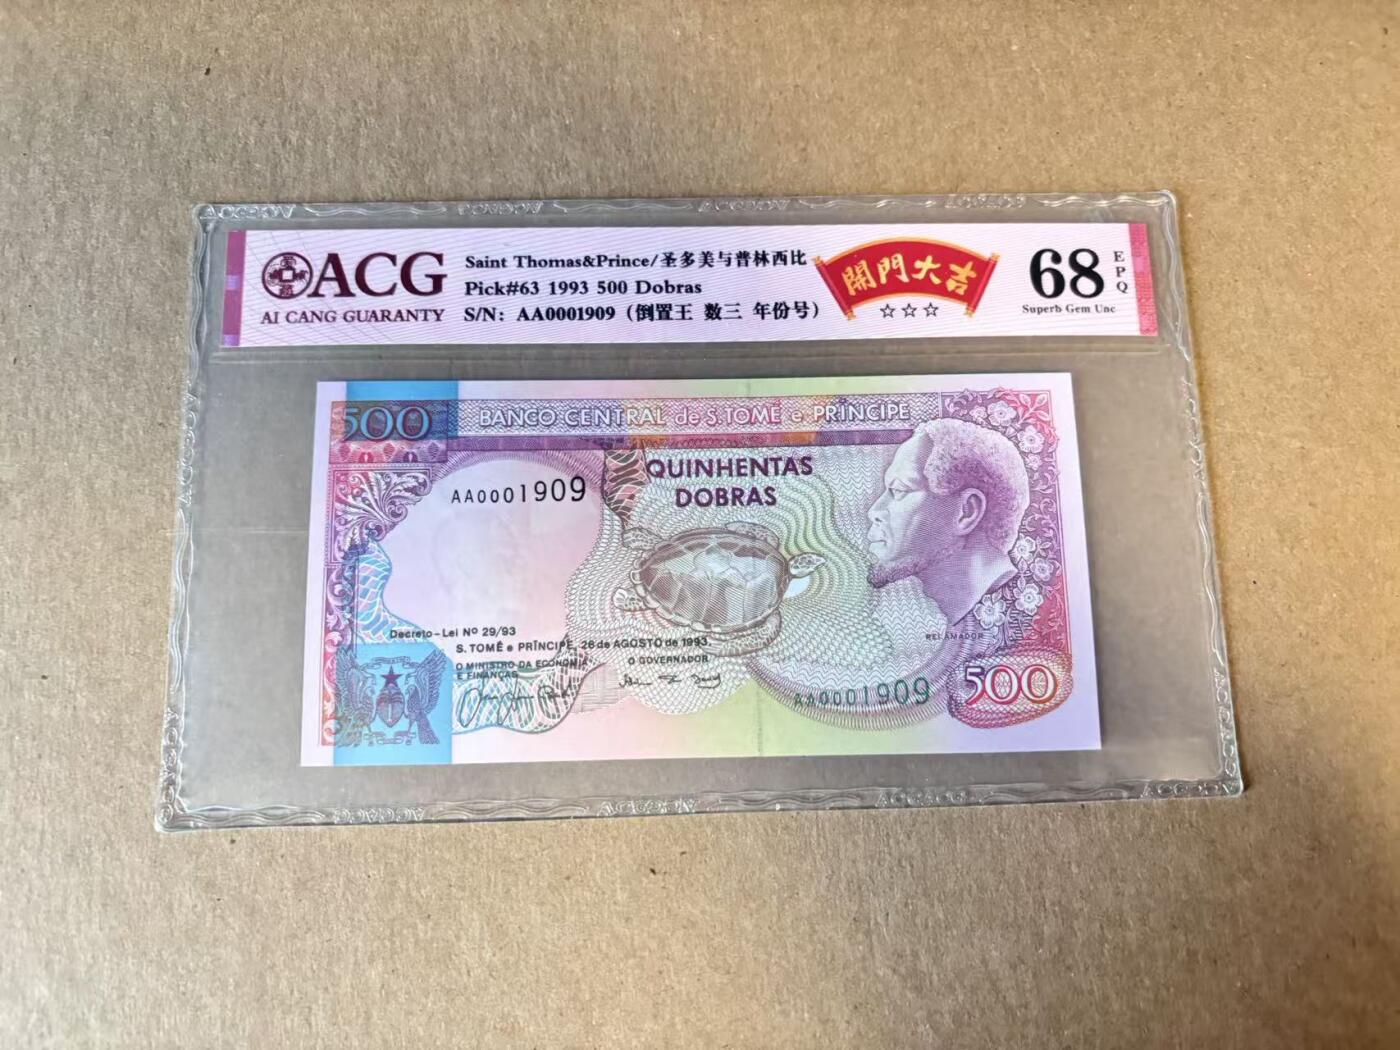 ACG
AI CANG GUARANTY
Saint Thomas&Prince/圣多美与普林西比
Pick#63 1993 500 Dobras
S/N: AA0001909（倒置王 数三 年份号）
開門大吉
☆☆☆
68
EPQ
Superb Gem Unc
500
BANCO CENTRAL de S.TOMÉ e PRÍNCIPE
QUINHENTAS
DOBRAS
AA0001909
Decreto-Lei Nº 29/93
S. TOMÉ e PRÍNCIPE, 26 de AGOSTO de 1993.
O MINISTRO DA ECONOMIA
E FINANÇAS
O GOVERNADOR
REI AMADOR
AA0001909
500